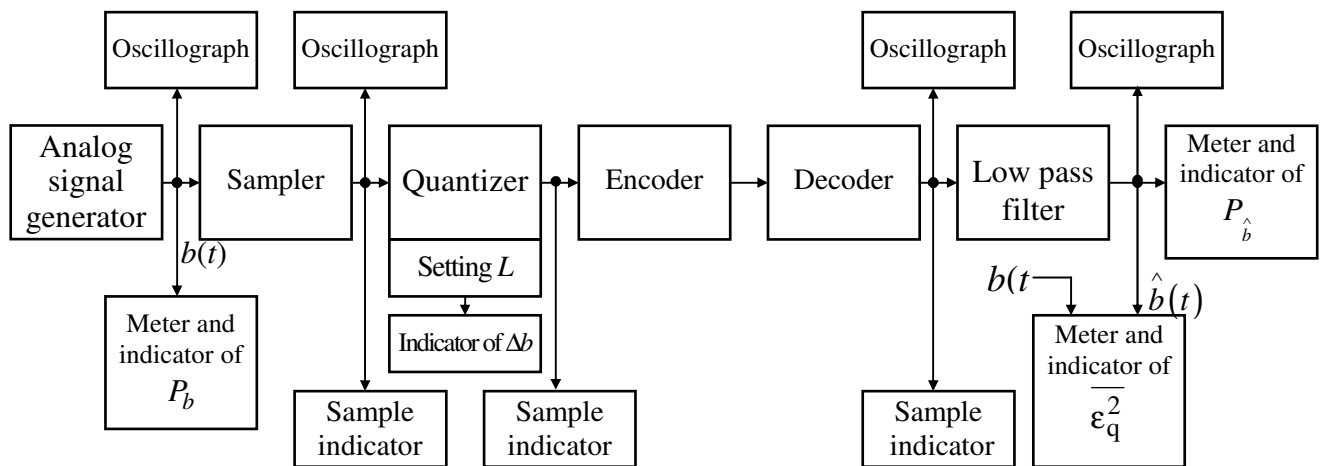 Oscillograph
Oscillograph
Oscillograph
Oscillograph
Analog
signal
generator
Sampler
Quantizer
Encoder
Decoder
Low pass
filter
Meter and
indicator of
P_b̂
b(t)
Setting L
b(t
b̂(t)
Meter and
indicator of
P_b
Indicator of Δb
Meter and
indicator of
$\overline{\varepsilon_q^2}$
Sample
indicator
Sample
indicator
Sample
indicator